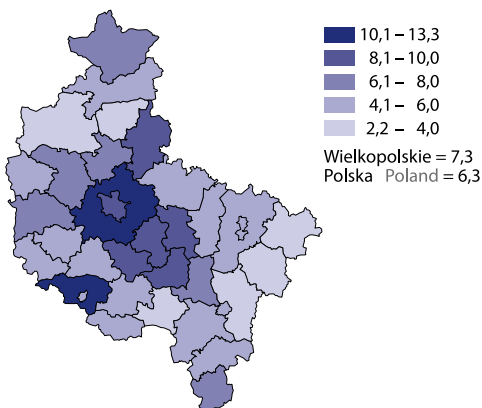 10,1 – 13,3
8,1 – 10,0
6,1 – 8,0
4,1 – 6,0
2,2 – 4,0
Wielkopolskie = 7,3
Polska Poland = 6,3